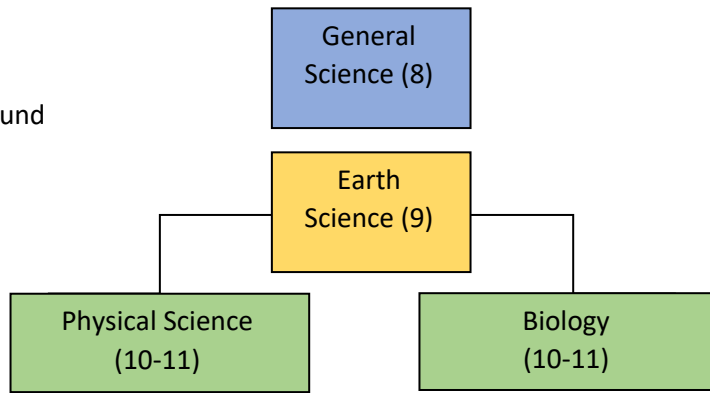 General
Science (8)
und
Earth
Science (9)
Physical Science
(10-11)
Biology
(10-11)